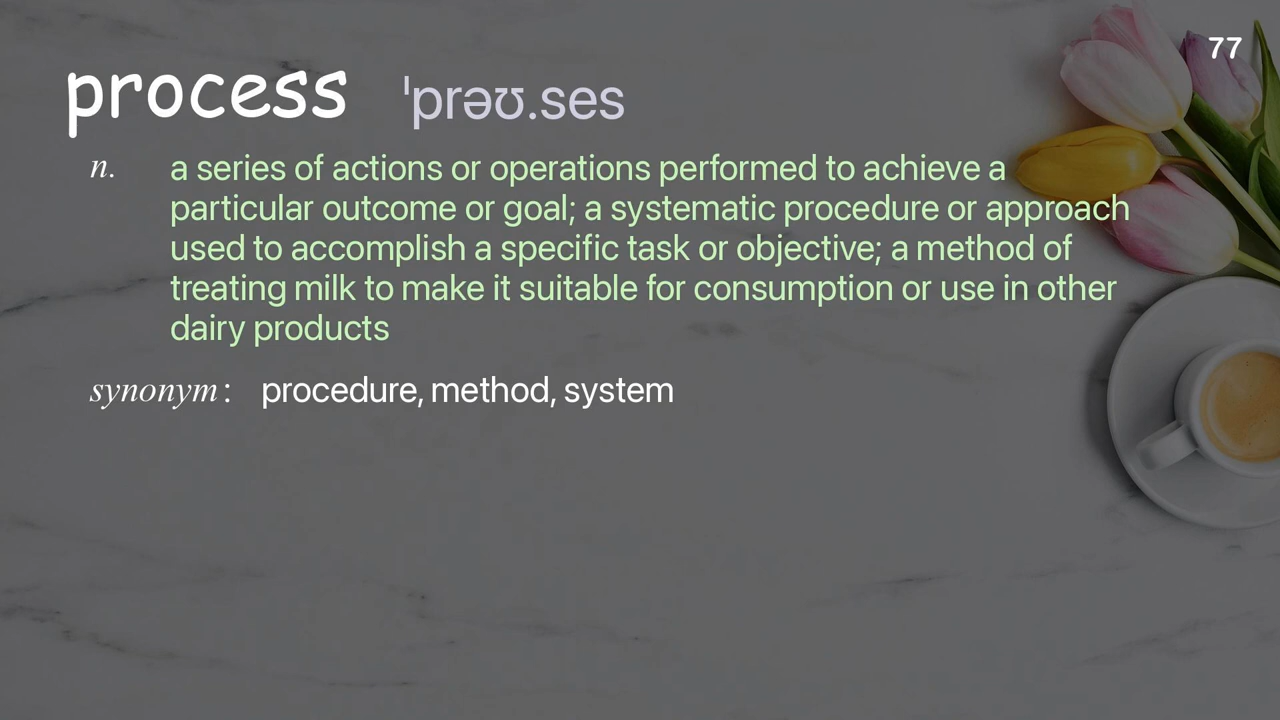 77
process ˈprəʊ.ses
n. a series of actions or operations performed to achieve a
particular outcome or goal; a systematic procedure or approach
used to accomplish a specific task or objective; a method of
treating milk to make it suitable for consumption or use in other
dairy products
synonym: procedure, method, system